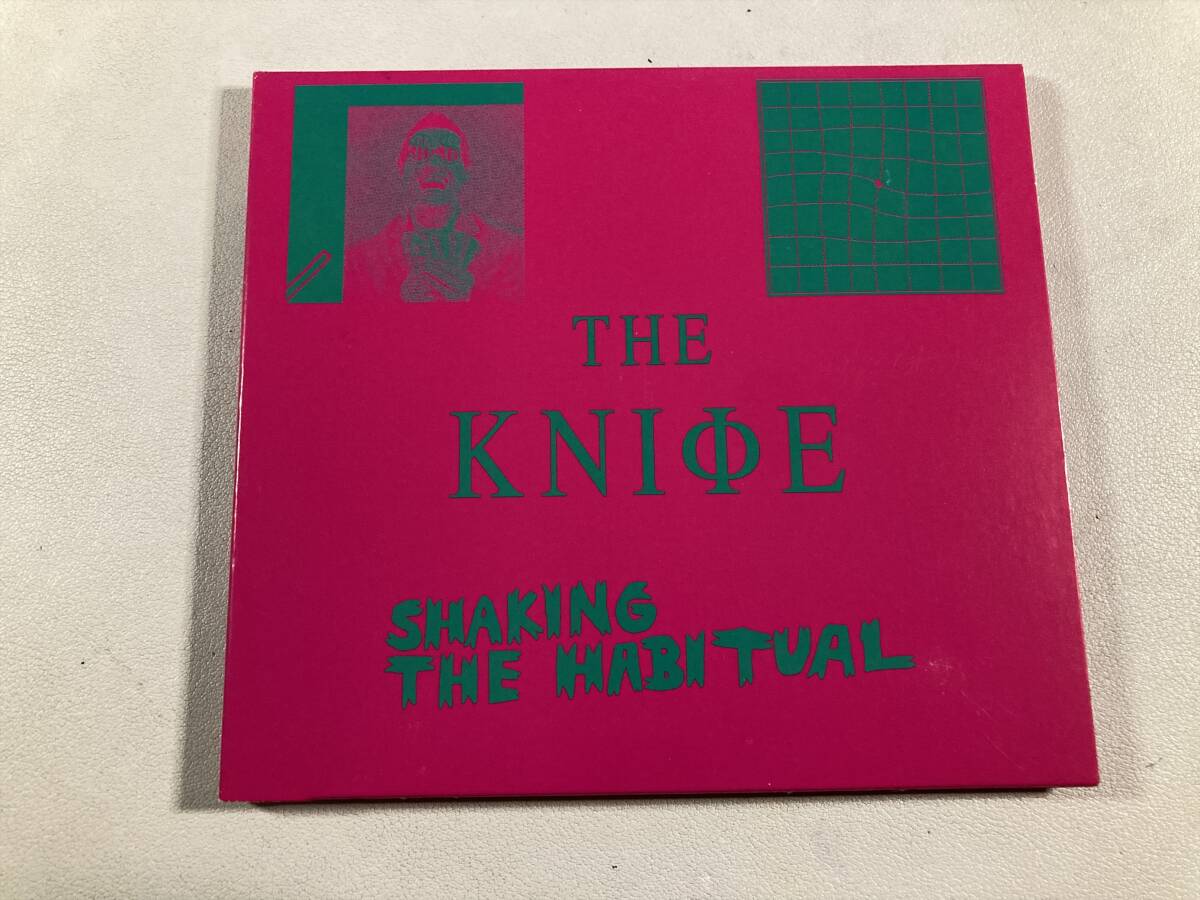 THE
KNIΦE
SHAKING
THE HABITUAL